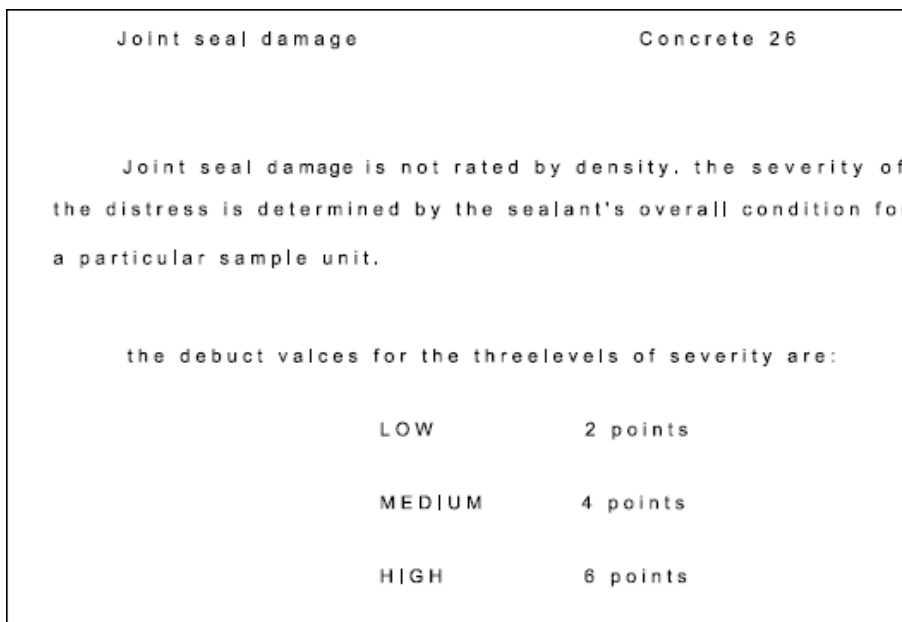 Joint seal damage Concrete 26
Joint seal damage is not rated by density. the severity of
the distress is determined by the sealant's overall condition for
a particular sample unit.
the debuct valces for the threelevels of severity are:
LOW 2 points
MEDIUM 4 points
HIGH 6 points